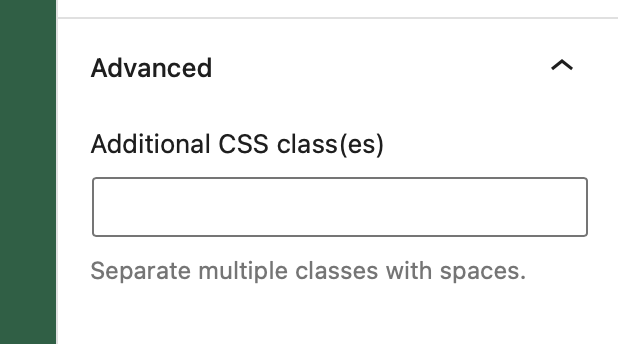 Advanced
Additional CSS class(es)
Separate multiple classes with spaces.